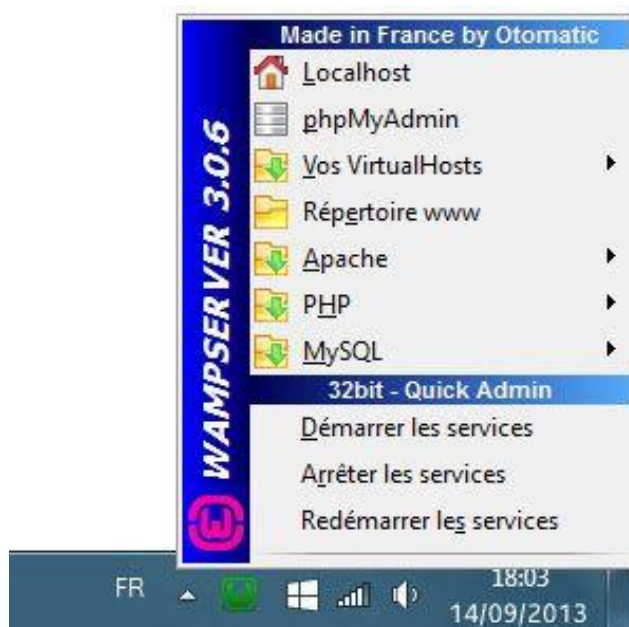 Made in France by Otomatic
Localhost
phpMyAdmin
Vos VirtualHosts
Répertoire www
Apache
PHP
MySQL
32bit - Quick Admin
Démarrer les services
Arrêter les services
Redémarrer les services
WAMPSERVER 3.0.6
FR
18:03
14/09/2013